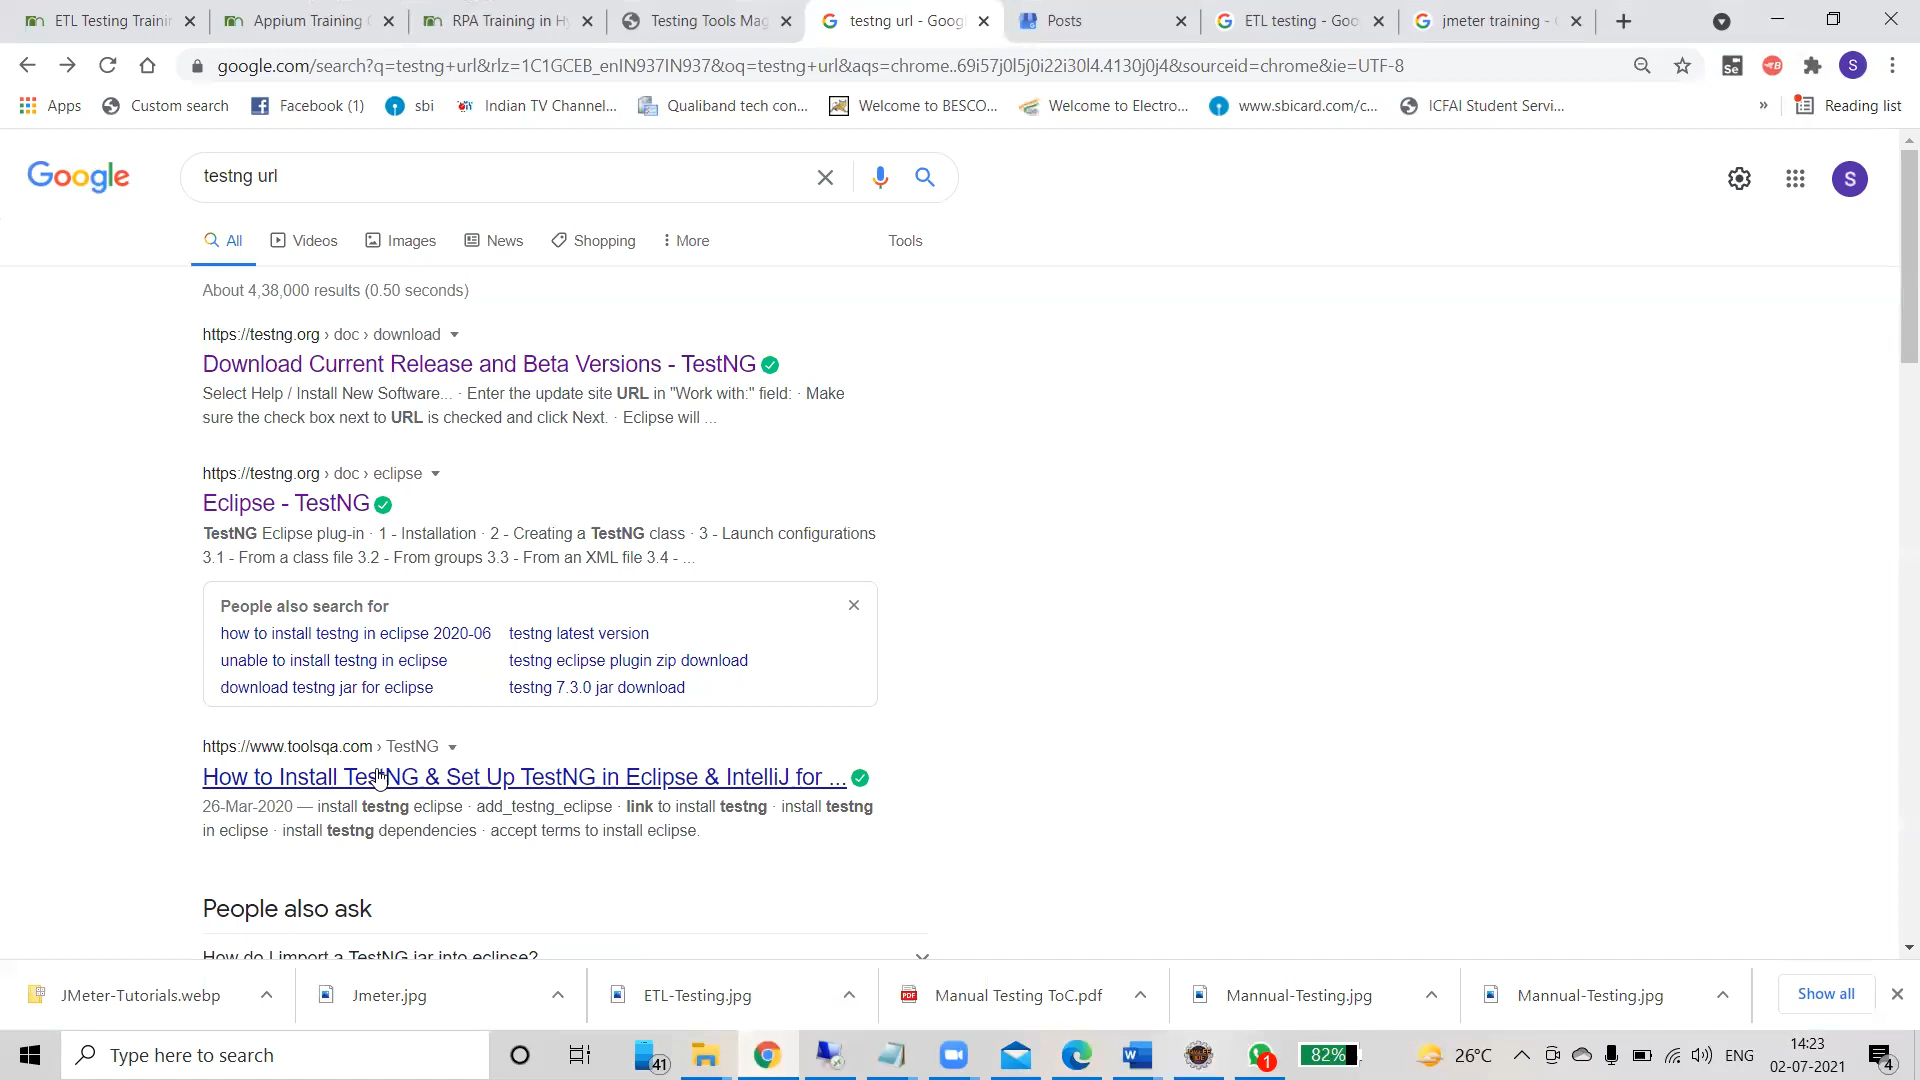 ETL Testing Trainin
Appium Training
RPA Training in Hy
Testing Tools Mag
testng url - Googl
Posts
ETL testing - Goo
jmeter training -
google.com/search?q=testng+url&rlz=1C1GCEB_enIN937IN937&oq=testng+url&aqs=chrome..69i57j0l5j0i22i30l4.4130j0j4&sourceid=chrome&ie=UTF-8
S
Apps
Custom search
Facebook (1)
sbi
Indian TV Channel...
Qualiband tech con...
Welcome to BESCO...
Welcome to Electro...
www.sbicard.com/c...
ICFAI Student Servi...
»
Reading list
Google
testng url
S
All
Videos
Images
News
Shopping
More
Tools
About 4,38,000 results (0.50 seconds)
https://testng.org › doc › download
Download Current Release and Beta Versions - TestNG
Select Help / Install New Software... · Enter the update site URL in "Work with:" field: · Make
sure the check box next to URL is checked and click Next. · Eclipse will ...
https://testng.org › doc › eclipse
Eclipse - TestNG
TestNG Eclipse plug-in · 1 - Installation · 2 - Creating a TestNG class · 3 - Launch configurations
3.1 - From a class file 3.2 - From groups 3.3 - From an XML file 3.4 - ...
People also search for
how to install testng in eclipse 2020-06
testng latest version
unable to install testng in eclipse
testng eclipse plugin zip download
download testng jar for eclipse
testng 7.3.0 jar download
https://www.toolsqa.com › TestNG
How to Install TestNG & Set Up TestNG in Eclipse & IntelliJ for ...
26-Mar-2020 — install testng eclipse · add_testng_eclipse · link to install testng · install testng
in eclipse · install testng dependencies · accept terms to install eclipse.
People also ask
How do I import a TestNG jar into eclipse?
JMeter-Tutorials.webp
Jmeter.jpg
ETL-Testing.jpg
Manual Testing ToC.pdf
Mannual-Testing.jpg
Mannual-Testing.jpg
Show all
Type here to search
41
1
82%
26°C
ENG
14:23
02-07-2021
4